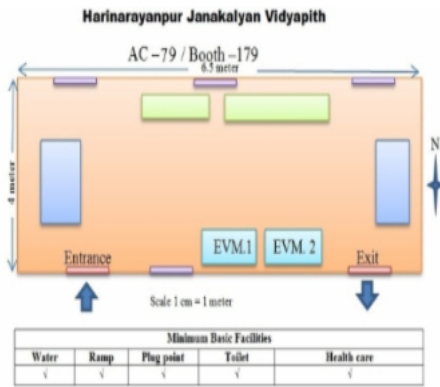 Harinarayanpur Janakalyan Vidyapith
AC – 79 / Booth –179
6.5 meter
4 meter
N
EVM.1 EVM. 2
Entrance Exit
Scale 1 cm = 1 meter
Minimum Basic Facilities
Water Ramp Plug point Toilet Health care
√ √ √ √ √